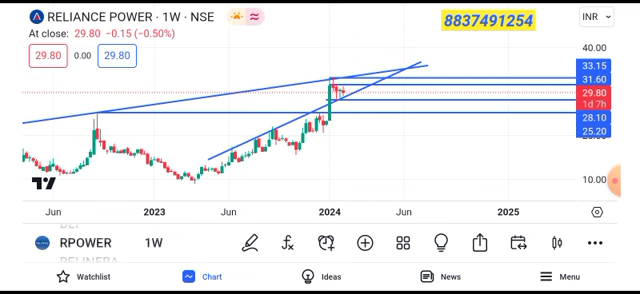 RELIANCE POWER · 1W · NSE
8837491254
INR
At close: 29.80 −0.15 (−0.50%)
29.80 0.00 29.80
40.00
33.15
31.60
29.80
1d 7h
28.10
25.20
10.00
Jun 2023 Jun 2024 Jun 2025
RPOWER 1W
Watchlist Chart Ideas News Menu